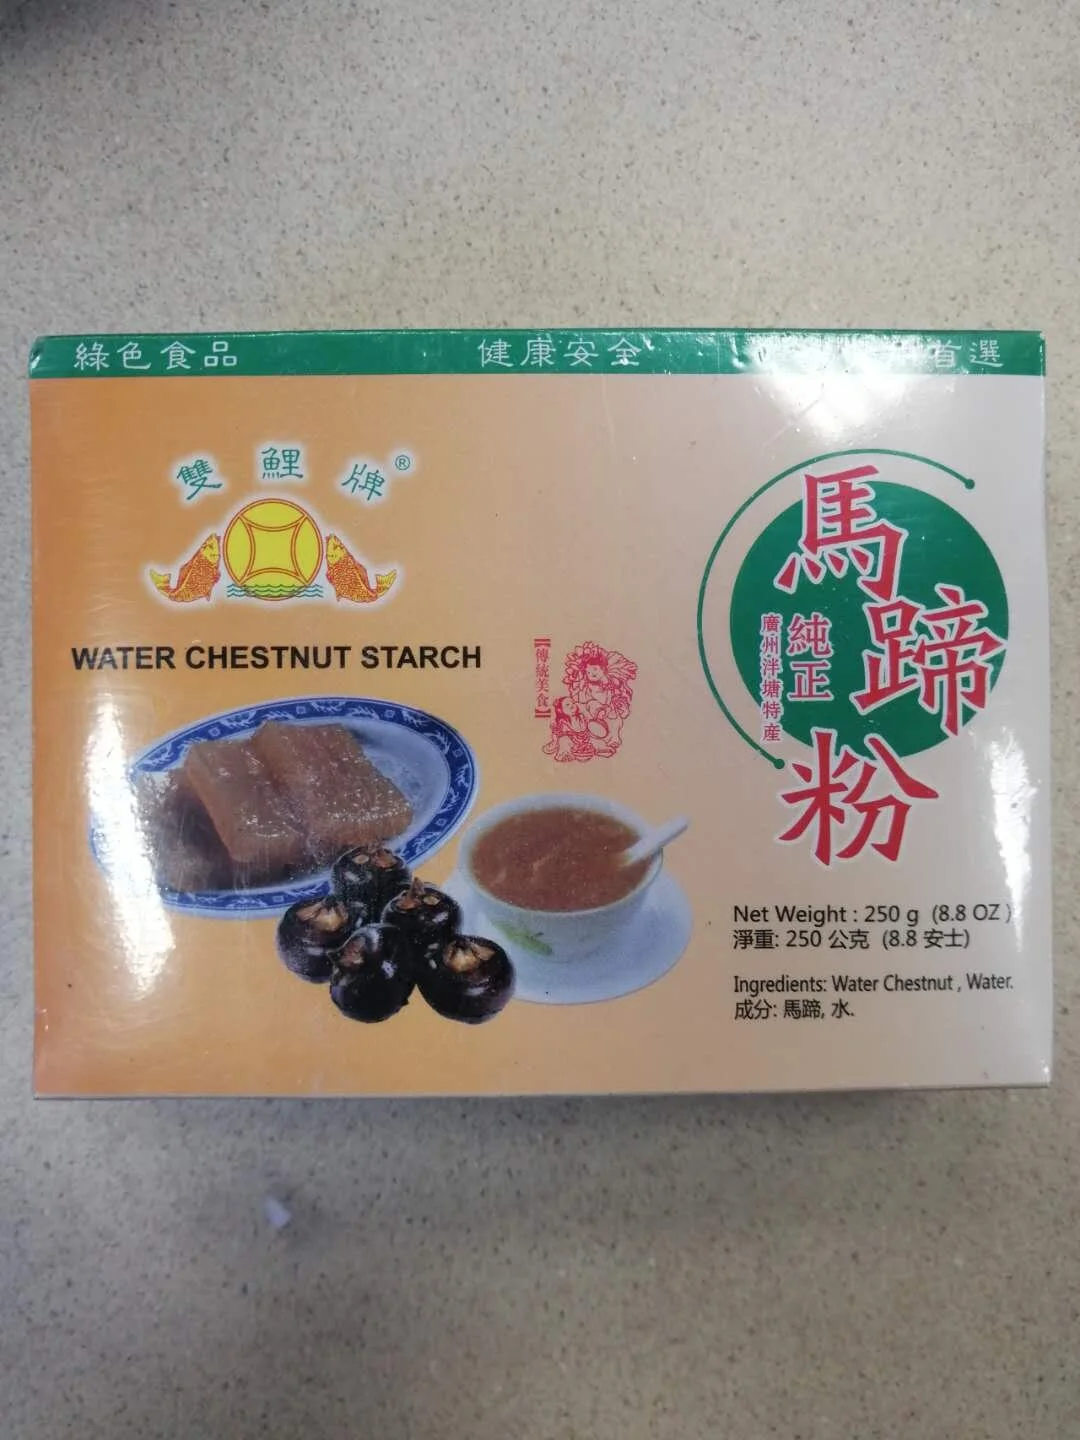 綠色食品 健康安全 首選
雙鯉牌®
WATER CHESTNUT STARCH
【傳統美食】
馬蹄粉
純正
廣州泮塘特產
Net Weight : 250 g (8.8 OZ )
淨重: 250 公克 (8.8 安士)
Ingredients: Water Chestnut , Water.
成分: 馬蹄, 水.